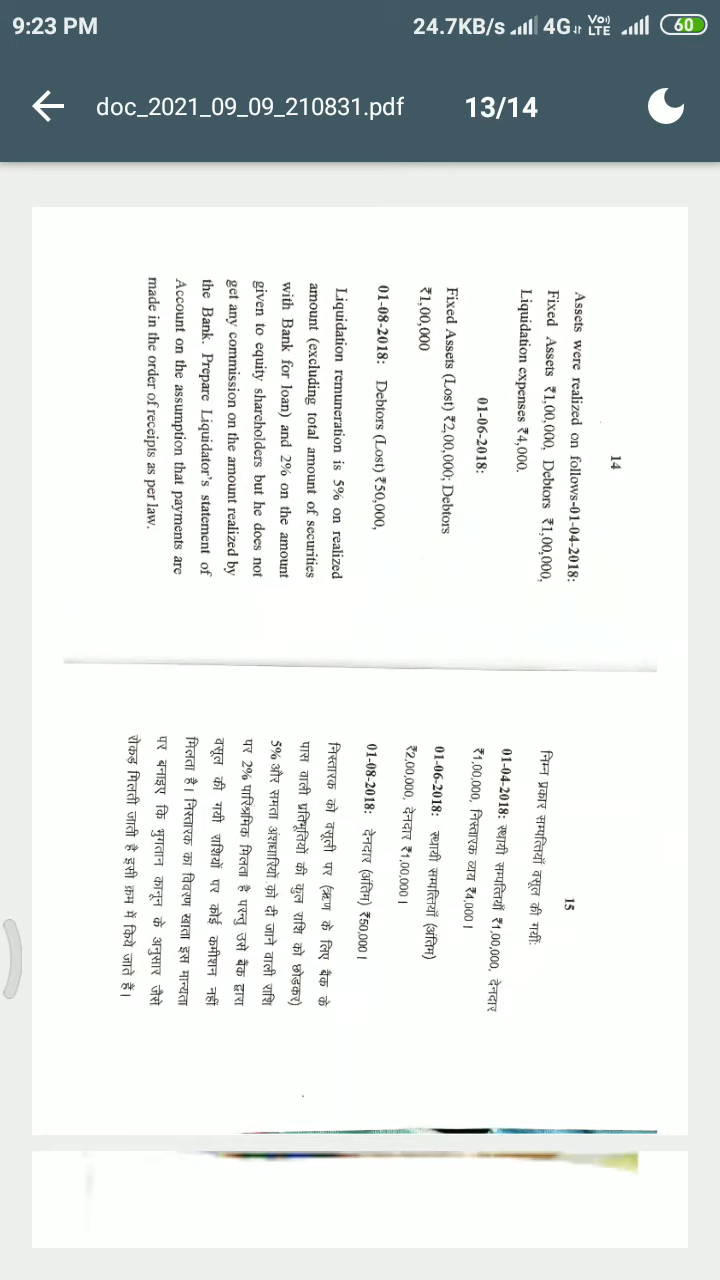 9:23 PM
24.7KB/s 4G VoLTE 60
doc_2021_09_09_210831.pdf 13/14
14
Assets were realized on follows-01-04-2018:
Fixed Assets ₹1,00,000, Debtors ₹1,00,000,
Liquidation expenses ₹4,000.
01-06-2018:
Fixed Assets (Lost) ₹2,00,000; Debtors
₹1,00,000
01-08-2018: Debtors (Lost) ₹50,000,
Liquidation remuneration is 5% on realized
amount (excluding total amount of securities
with Bank for loan) and 2% on the amount
given to equity shareholders but he does not
get any commission on the amount realized by
the Bank. Prepare Liquidator's statement of
Account on the assumption that payments are
made in the order of receipts as per law.
15
निम्न प्रकार सम्पत्तियाँ वसूल की गयीं:
01-04-2018: स्थायी सम्पत्तियाँ ₹1,00,000, देनदार
₹1,00,000, निस्तारक व्यय ₹4,000।
01-06-2018: स्थायी सम्पत्तियाँ (अंतिम)
₹2,00,000, देनदार ₹1,00,000।
01-08-2018: देनदार (अंतिम) ₹50,000।
निस्तारक को वसूली पर (ऋण के लिए बैंक के
पास वाली प्रतिभूतियों की कुल राशि को छोड़कर)
5% और समता अंशधारियों को दी जाने वाली राशि
पर 2% पारिश्रमिक मिलता है परन्तु उसे बैंक द्वारा
वसूल की गयी राशियों पर कोई कमीशन नहीं
मिलता है। निस्तारक का विवरण खाता इस मान्यता
पर बनाइए कि भुगतान कानून के अनुसार जैसे
रोकड़ मिलती जाती है इसी क्रम में किये जाते हैं।